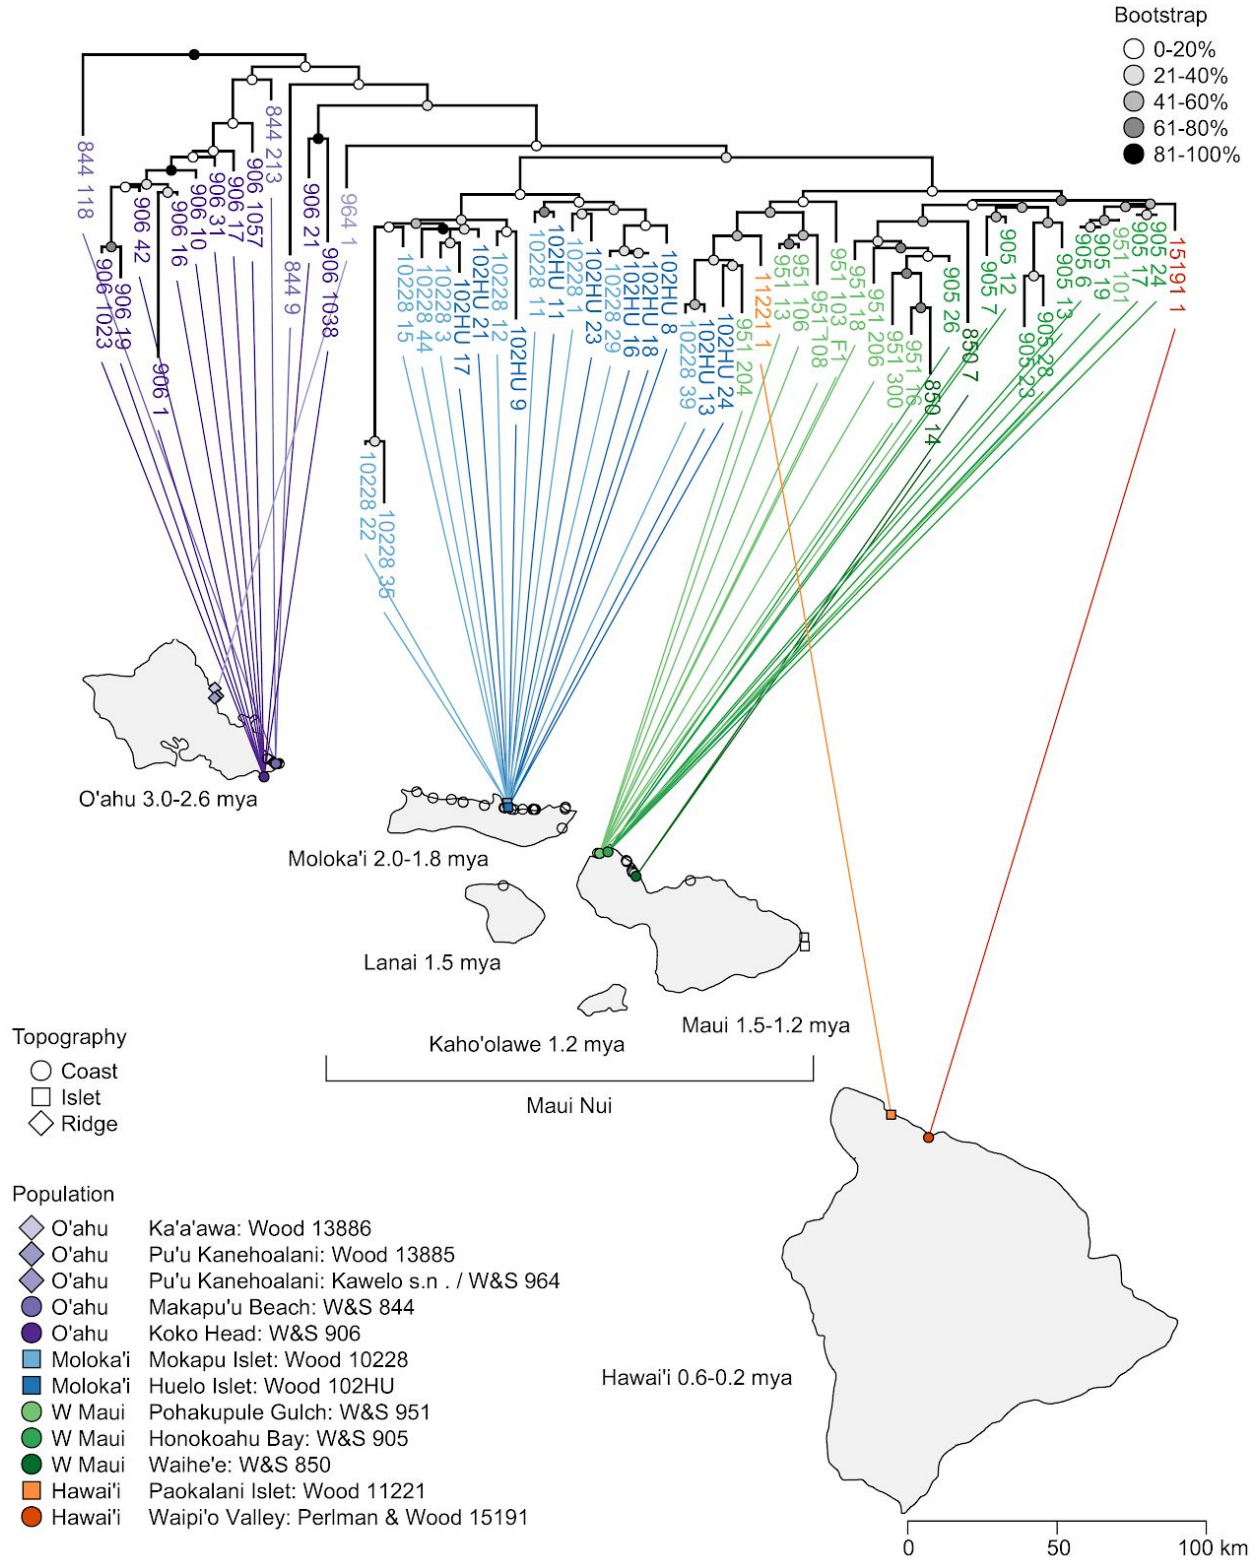 Bootstrap
0-20%
21-40%
41-60%
61-80%
81-100%
844 118
906 1023
906 19
906 42
906 1
906 16
906 10
906 31
906 17
906 1057
844 213
844 9
906 21
906 1038
964 1
10228 22
10228 35
10228 15
10228 44
10228 3
102HU 17
102HU 21
10228 12
102HU 9
10228 11
102HU 11
10228 1
102HU 23
10228 29
102HU 16
102HU 18
102HU 8
10228 39
102HU 13
102HU 24
951 204
11221 1
951 13
951 106
951 108
951 103 F1
951 18
951 206
951 300
951 16
850 14
905 26
850 7
905 7
905 12
905 23
905 28
905 13
905 6
905 19
951 101
905 17
905 24
15191 1
O'ahu 3.0-2.6 mya
Moloka'i 2.0-1.8 mya
Lanai 1.5 mya
Kaho'olawe 1.2 mya
Maui 1.5-1.2 mya
Maui Nui
Hawai'i 0.6-0.2 mya
Topography
Coast
Islet
Ridge
Population
O'ahu Ka'a'awa: Wood 13886
O'ahu Pu'u Kanehoalani: Wood 13885
O'ahu Pu'u Kanehoalani: Kawelo s.n . / W&S 964
O'ahu Makapu'u Beach: W&S 844
O'ahu Koko Head: W&S 906
Moloka'i Mokapu Islet: Wood 10228
Moloka'i Huelo Islet: Wood 102HU
W Maui Pohakupule Gulch: W&S 951
W Maui Honokoahu Bay: W&S 905
W Maui Waihe'e: W&S 850
Hawai'i Paokalani Islet: Wood 11221
Hawai'i Waipi'o Valley: Perlman & Wood 15191
0 50 100 km